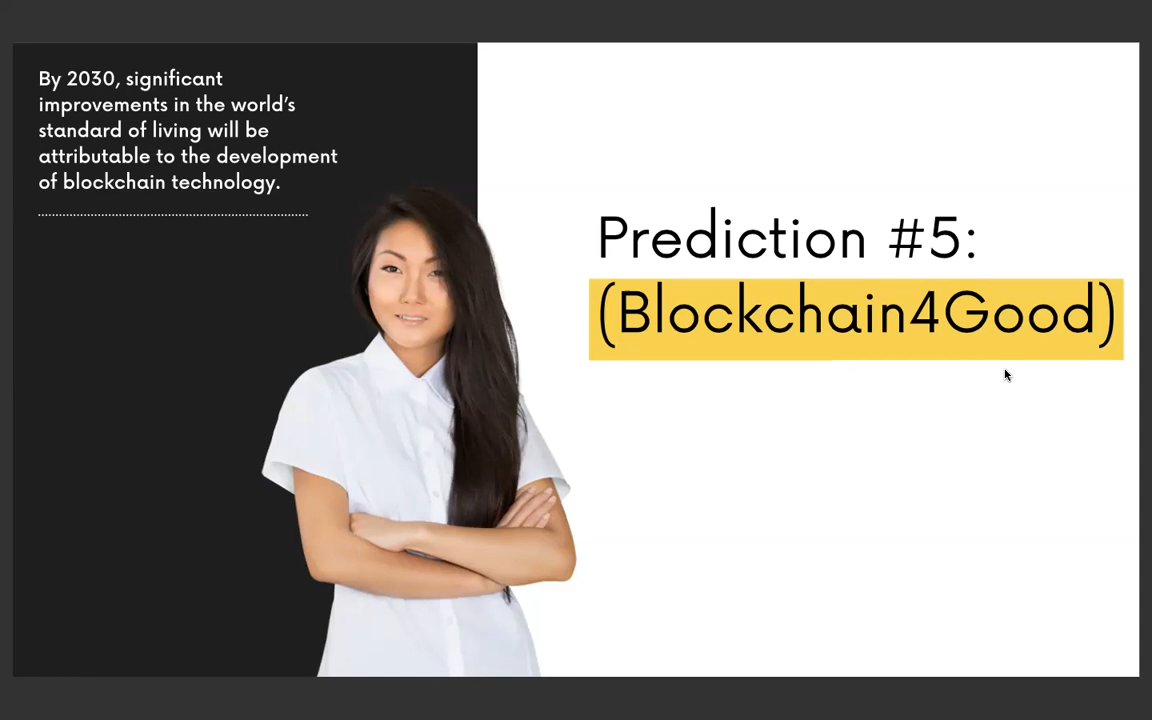 By 2030, significant
improvements in the world's
standard of living will be
attributable to the development
of blockchain technology.
Prediction #5:
(Blockchain4Good)